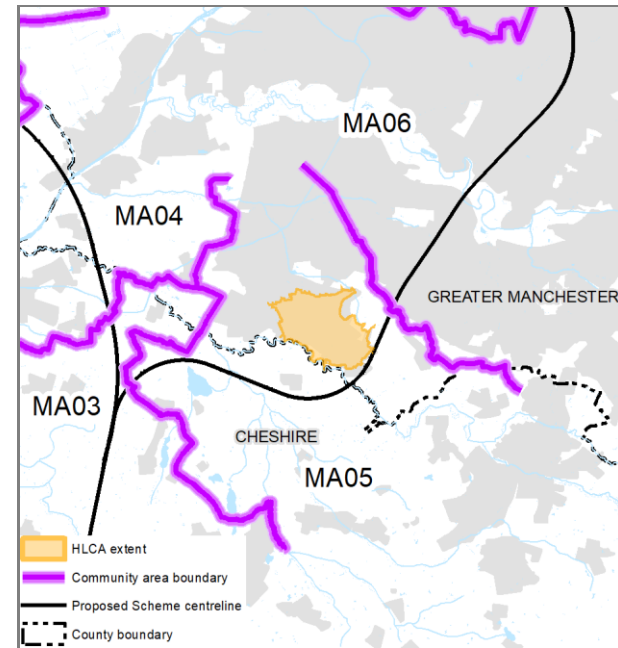 MA06
MA04
GREATER MANCHESTER
MA03
CHESHIRE
MA05
HLCA extent
Community area boundary
Proposed Scheme centreline
County boundary